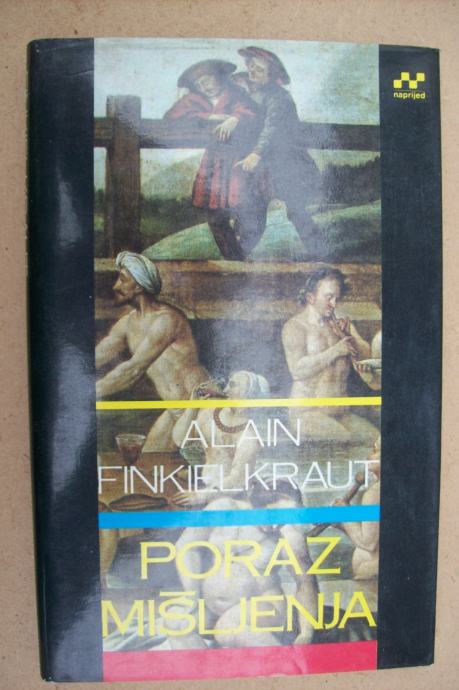 naprijed
ALAIN
FINKIELKRAUT
PORAZ
MIŠLJENJA